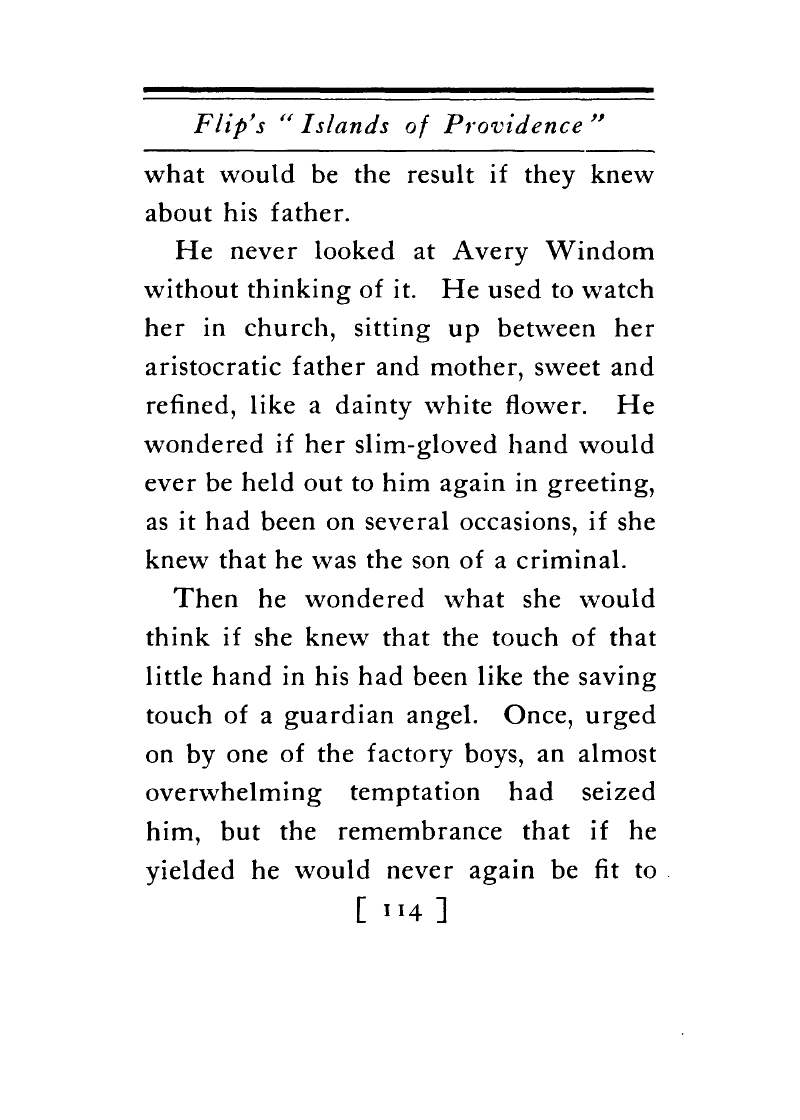 Flip's "Islands of Providence"
what would be the result if they knew
about his father.
He never looked at Avery Windom
without thinking of it. He used to watch
her in church, sitting up between her
aristocratic father and mother, sweet and
refined, like a dainty white flower. He
wondered if her slim-gloved hand would
ever be held out to him again in greeting,
as it had been on several occasions, if she
knew that he was the son of a criminal.
Then he wondered what she would
think if she knew that the touch of that
little hand in his had been like the saving
touch of a guardian angel. Once, urged
on by one of the factory boys, an almost
overwhelming temptation had seized
him, but the remembrance that if he
yielded he would never again be fit to
[ 114 ]